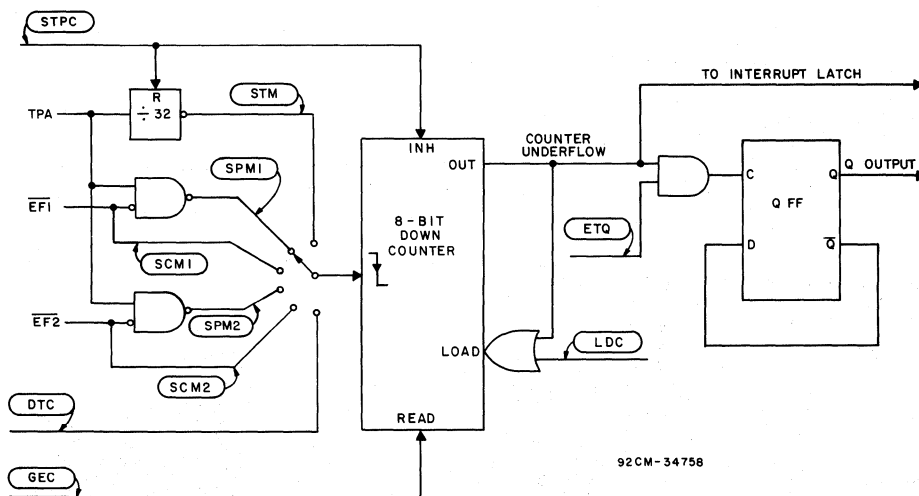 STPC
TO INTERRUPT LATCH
STM
R
÷ 32
TPA
COUNTER
UNDERFLOW
INH
OUT
Q OUTPUT
SPM1
C
Q
EF1
8-BIT
DOWN
COUNTER
Q FF
ETQ
SCM1
D
Q
EF2
SPM2
LDC
LOAD
SCM2
DTC
READ
92CM-34758
GEC